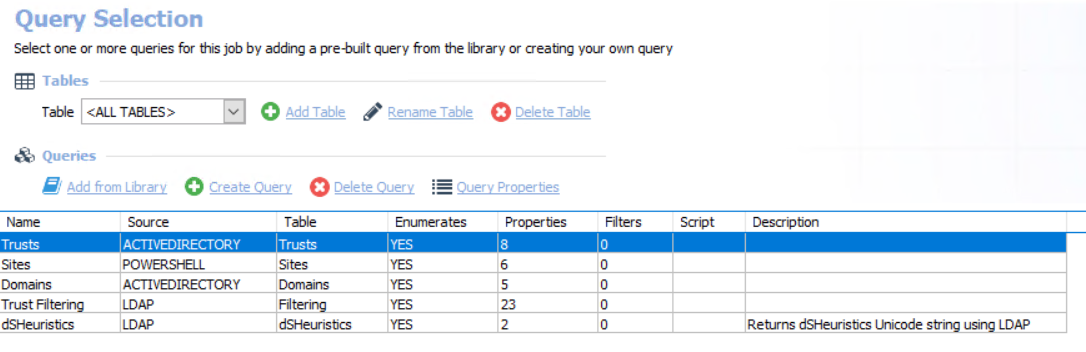 Query Selection
Select one or more queries for this job by adding a pre-built query from the library or creating your own query
Tables
Table <ALL TABLES> Add Table Rename Table Delete Table
Queries
Add from Library Create Query Delete Query Query Properties
Name Source Table Enumerates Properties Filters Script Description
Trusts ACTIVEDIRECTORY Trusts YES 8 0
Sites POWERSHELL Sites YES 6 0
Domains ACTIVEDIRECTORY Domains YES 5 0
Trust Filtering LDAP Filtering YES 23 0
dSHeuristics LDAP dSHeuristics YES 2 0 Returns dSHeuristics Unicode string using LDAP